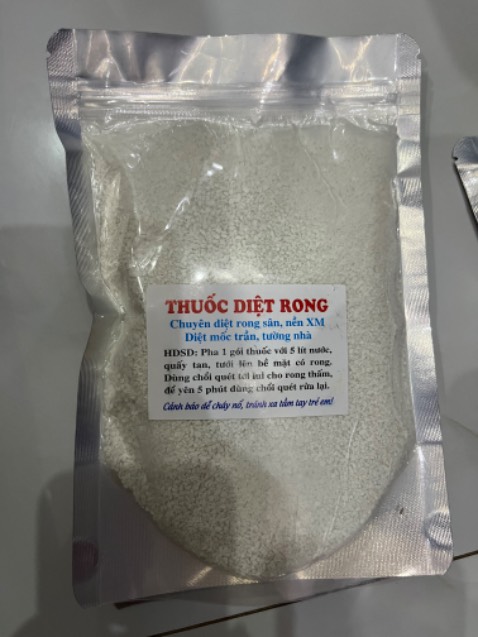 THUỐC DIỆT RONG
Chuyên diệt rong sân, nền XM
Diệt mốc trần, tường nhà
HDSD: Pha 1 gói thuốc với 5 lít nước,
quấy tan, tưới lên bề mặt có rong.
Dùng chổi quét tới lui cho rong thấm,
để yên 5 phút dùng chổi quét rửa lại.
Cảnh báo dễ cháy nổ, tránh xa tầm tay trẻ em!